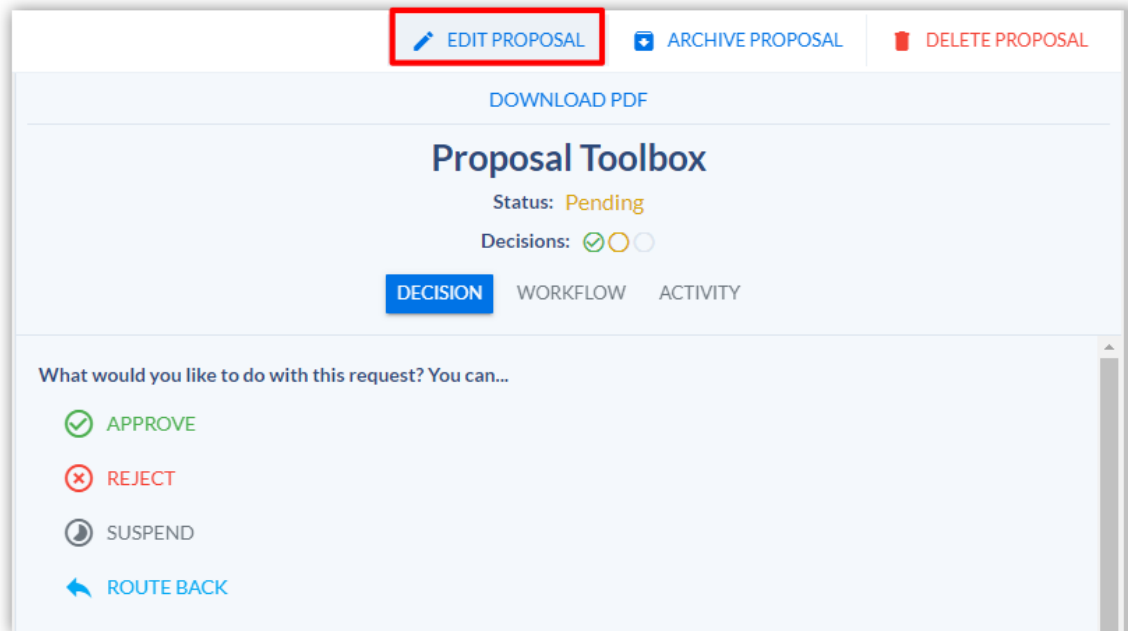 EDIT PROPOSAL ARCHIVE PROPOSAL DELETE PROPOSAL
DOWNLOAD PDF
Proposal Toolbox
Status: Pending
Decisions:
DECISION WORKFLOW ACTIVITY
What would you like to do with this request? You can...
APPROVE
REJECT
SUSPEND
ROUTE BACK